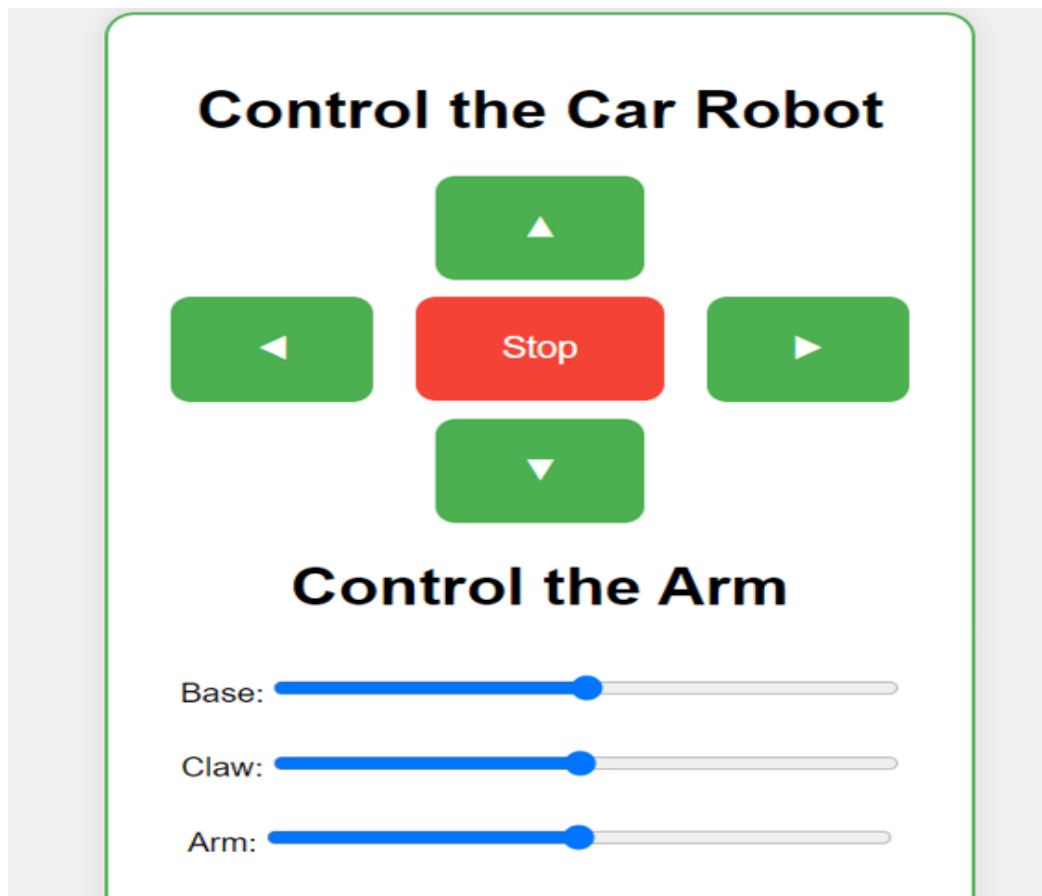 Control the Car Robot
▲
◀ Stop ▶
▼
Control the Arm
Base:
Claw:
Arm: